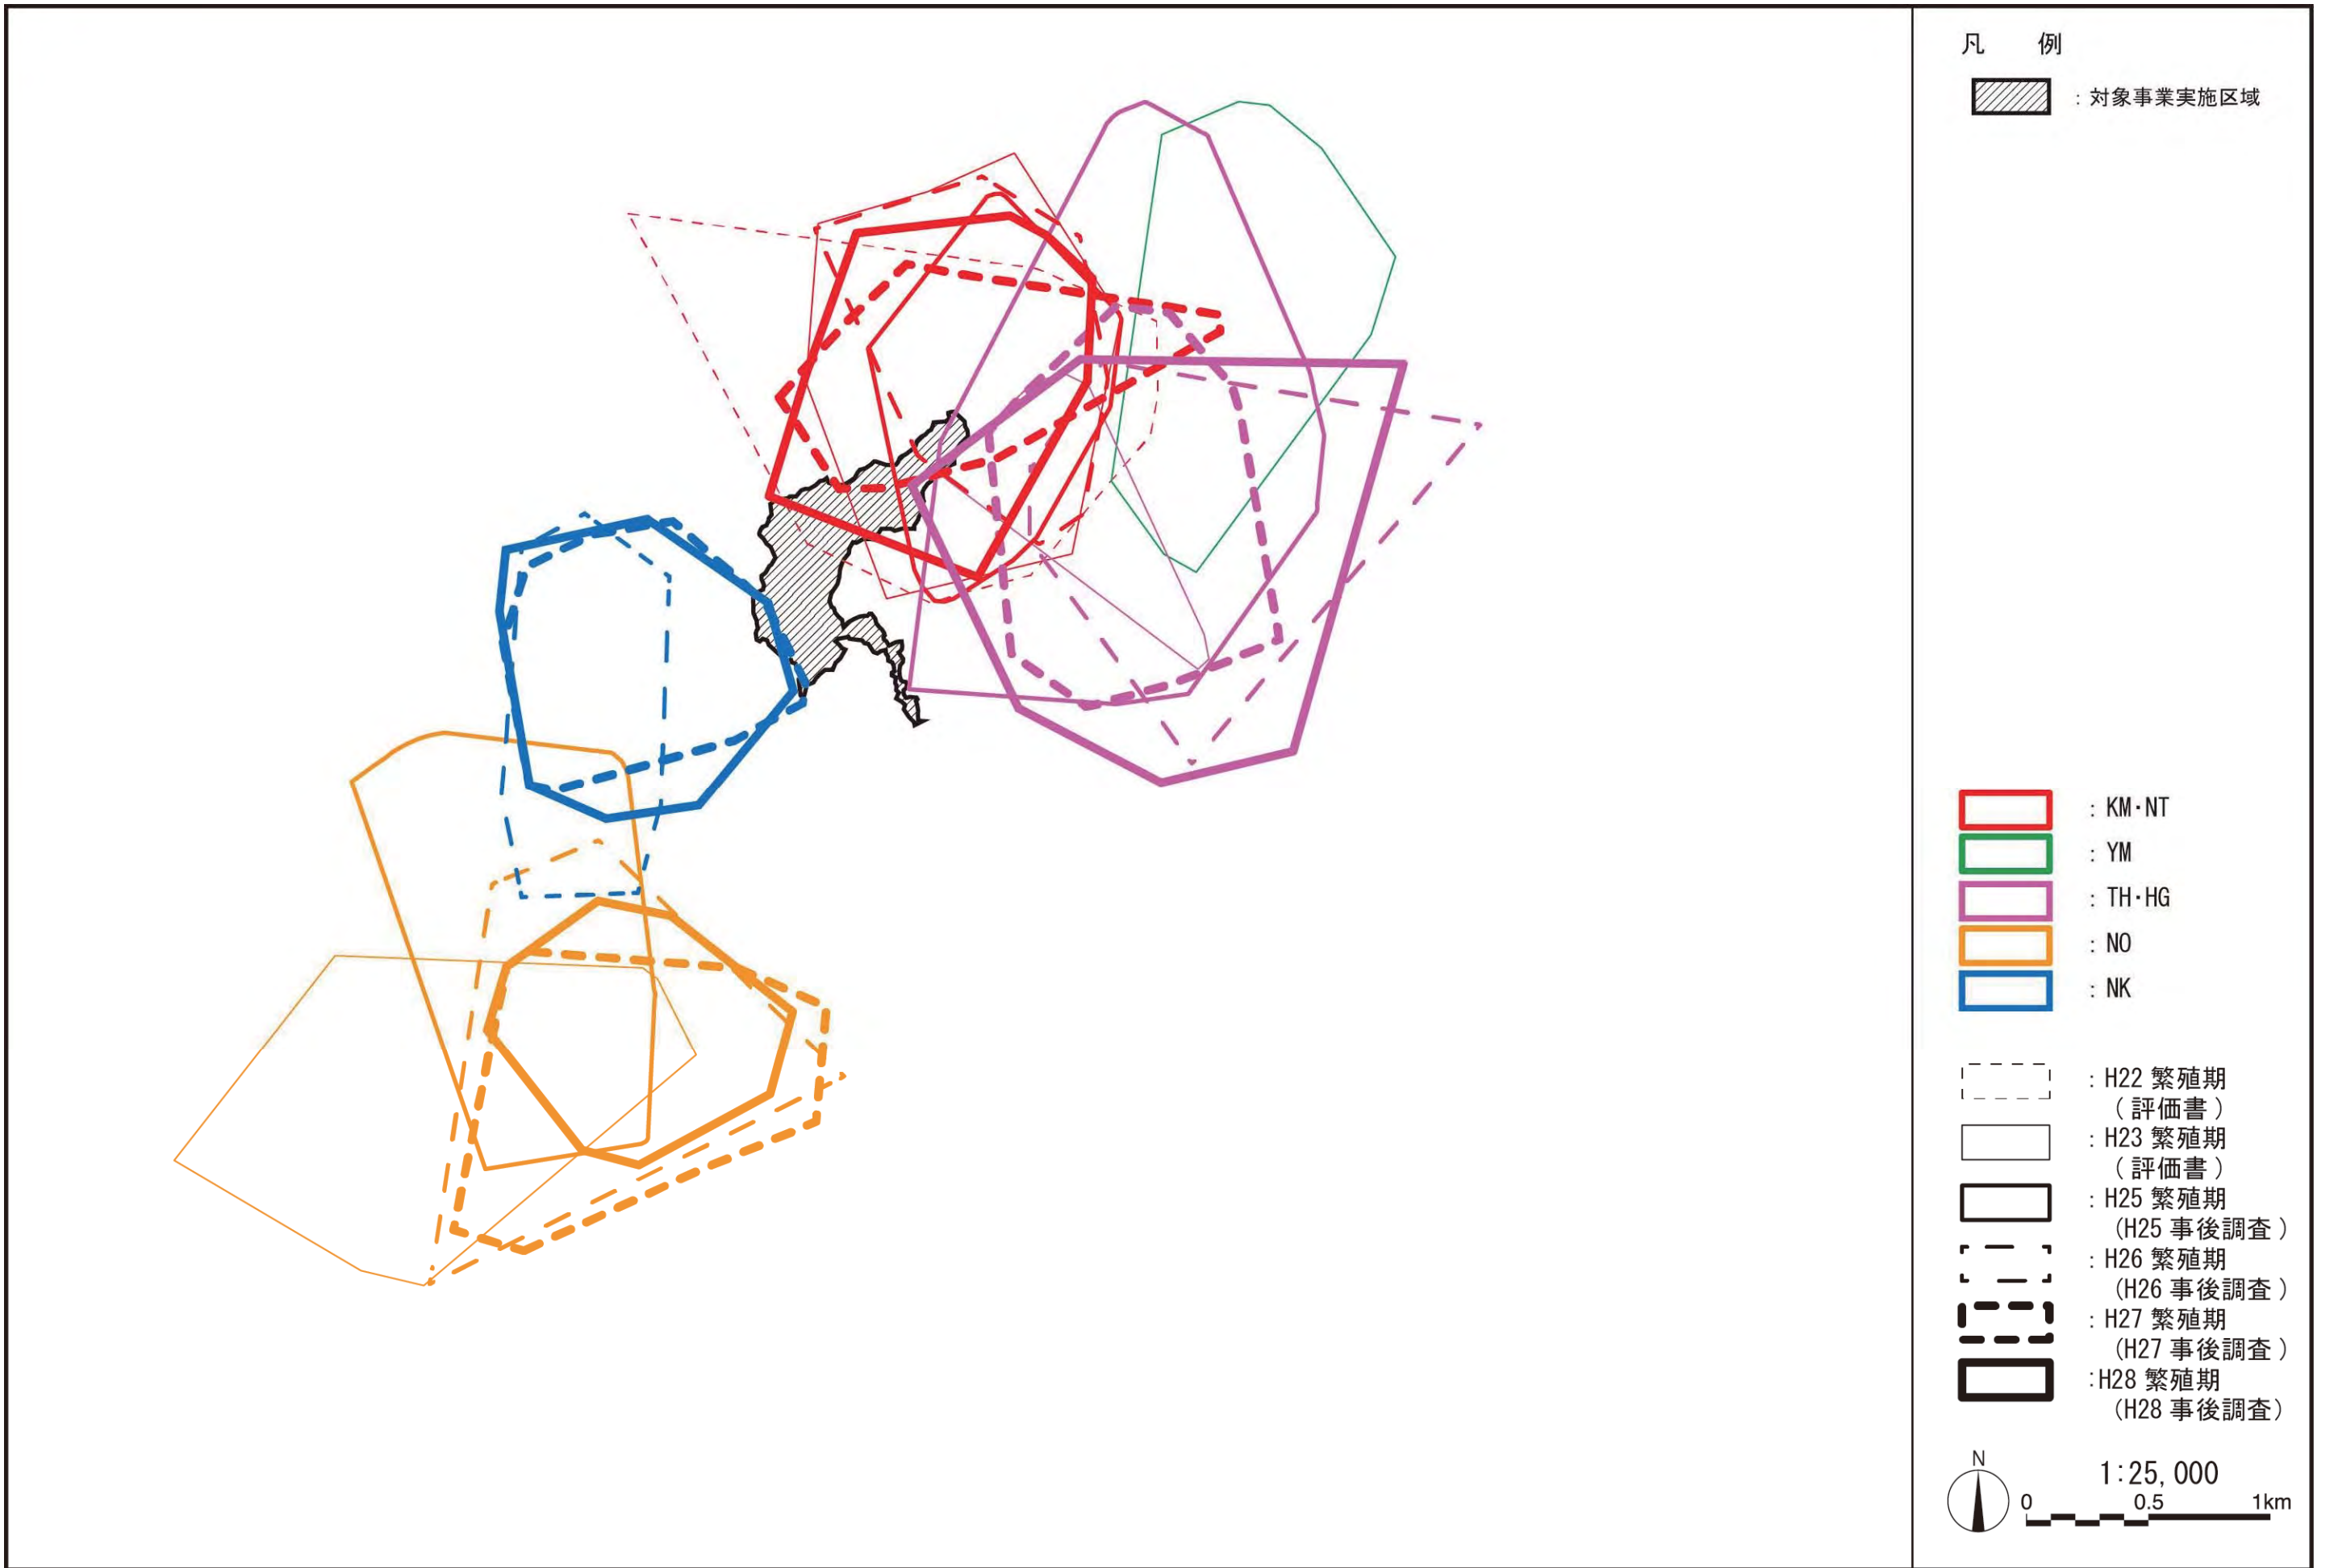 凡　例
：対象事業実施区域
：KM・NT
：YM
：TH・HG
：NO
：NK
：H22 繁殖期
（評価書）
：H23 繁殖期
（評価書）
：H25 繁殖期
（H25 事後調査）
：H26 繁殖期
（H26 事後調査）
：H27 繁殖期
（H27 事後調査）
：H28 繁殖期
（H28 事後調査）
N
1:25,000
0 0.5 1km